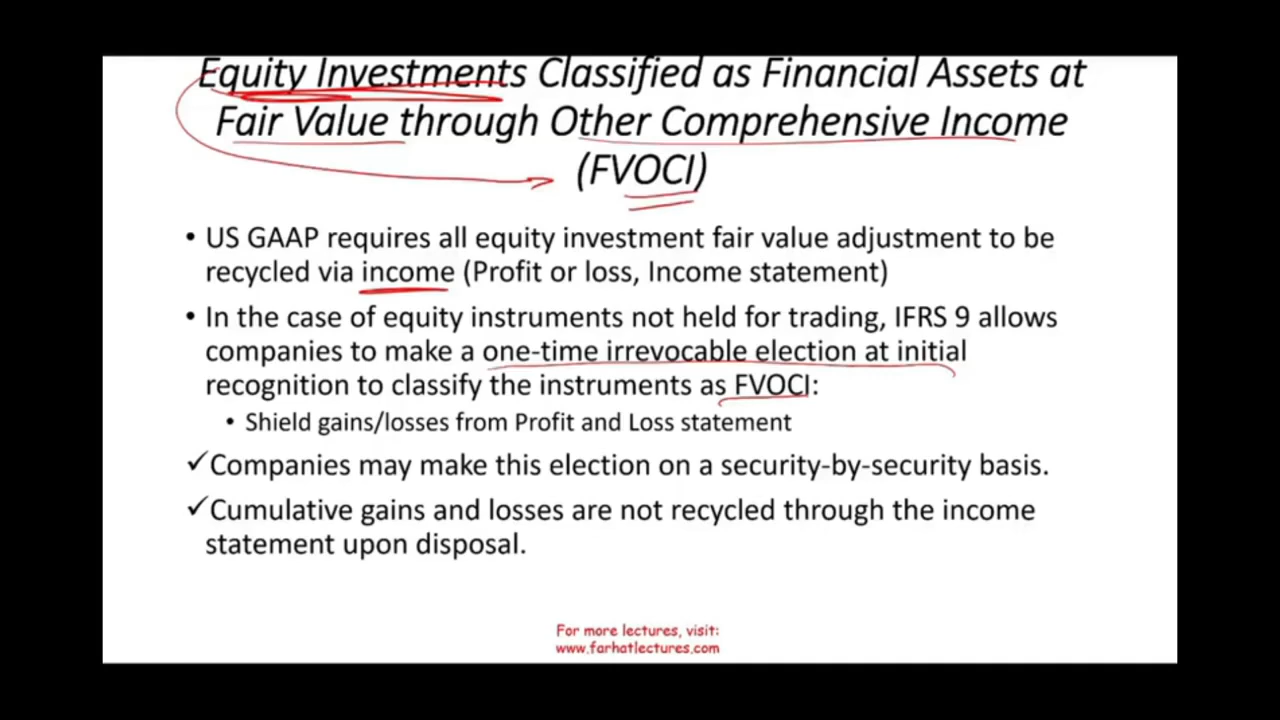 Equity Investments Classified as Financial Assets at
Fair Value through Other Comprehensive Income
(FVOCI)
• US GAAP requires all equity investment fair value adjustment to be
recycled via income (Profit or loss, Income statement)
• In the case of equity instruments not held for trading, IFRS 9 allows
companies to make a one-time irrevocable election at initial
recognition to classify the instruments as FVOCI:
• Shield gains/losses from Profit and Loss statement
✓Companies may make this election on a security-by-security basis.
✓Cumulative gains and losses are not recycled through the income
statement upon disposal.
For more lectures, visit:
www.farhatlectures.com